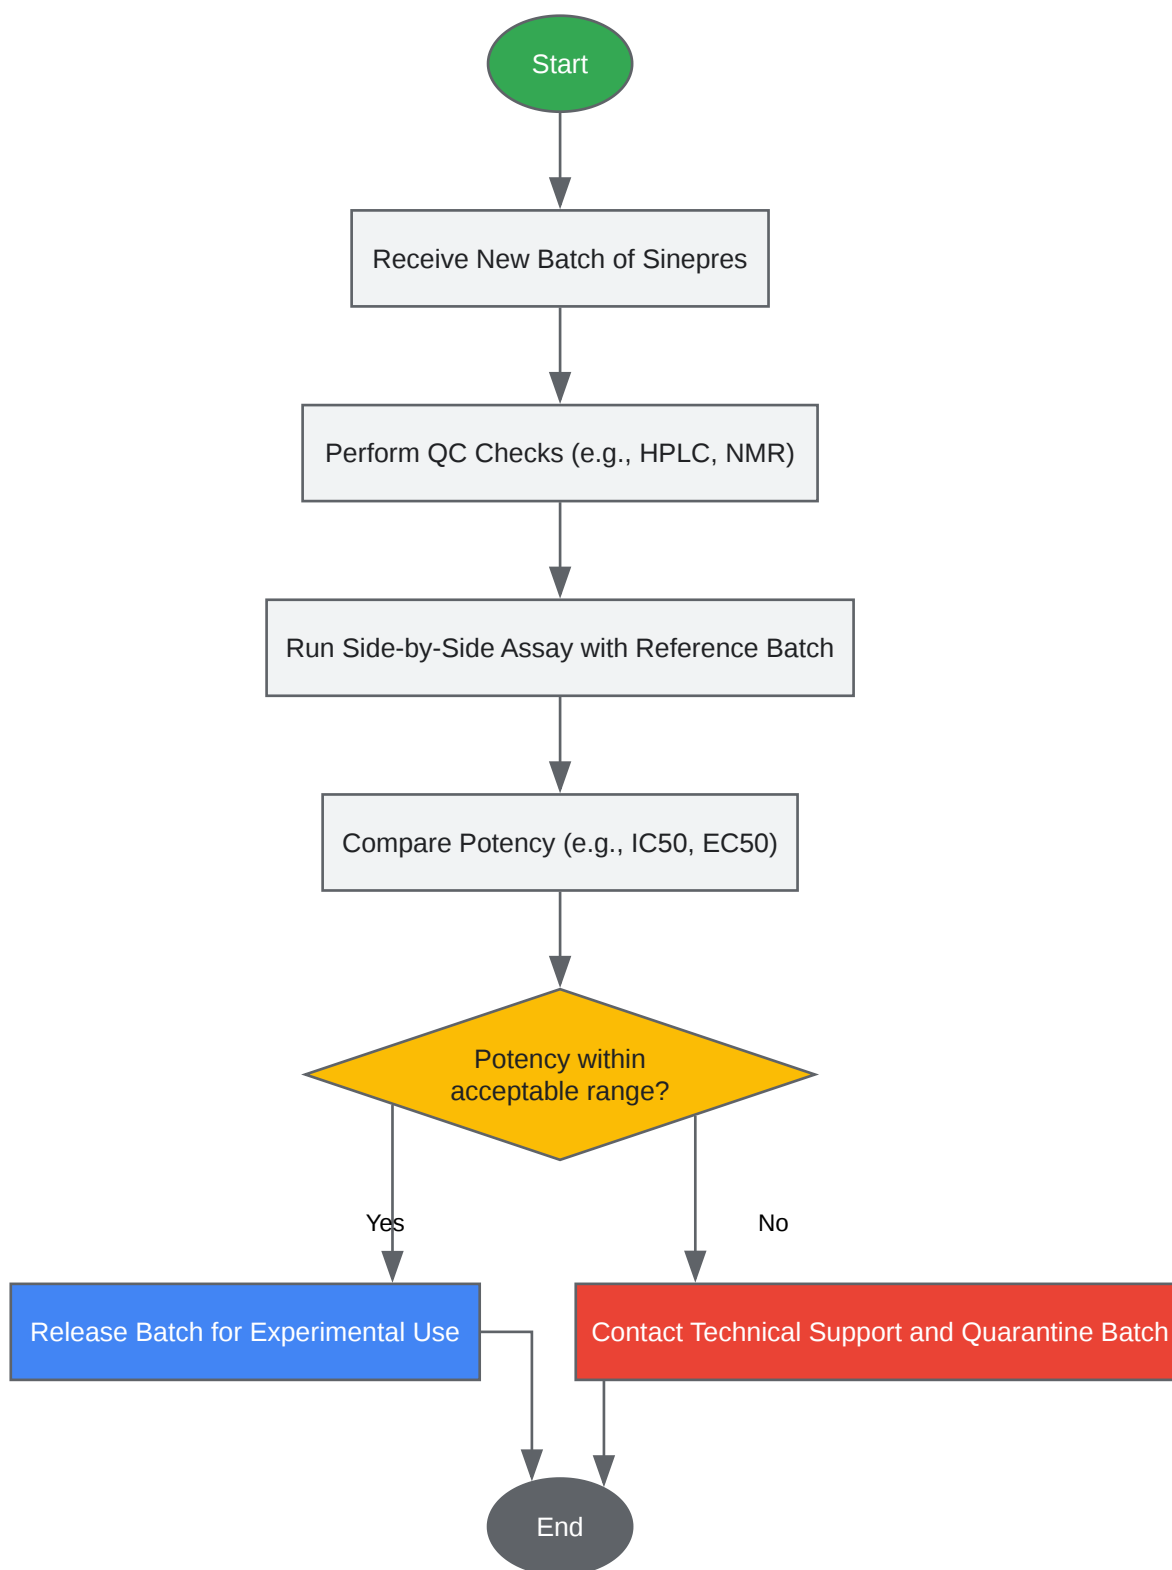 Start
Receive New Batch of Sinepres
Perform QC Checks (e.g., HPLC, NMR)
Run Side-by-Side Assay with Reference Batch
Compare Potency (e.g., IC50, EC50)
Potency within
acceptable range?
Yes
No
Release Batch for Experimental Use
Contact Technical Support and Quarantine Batch
End